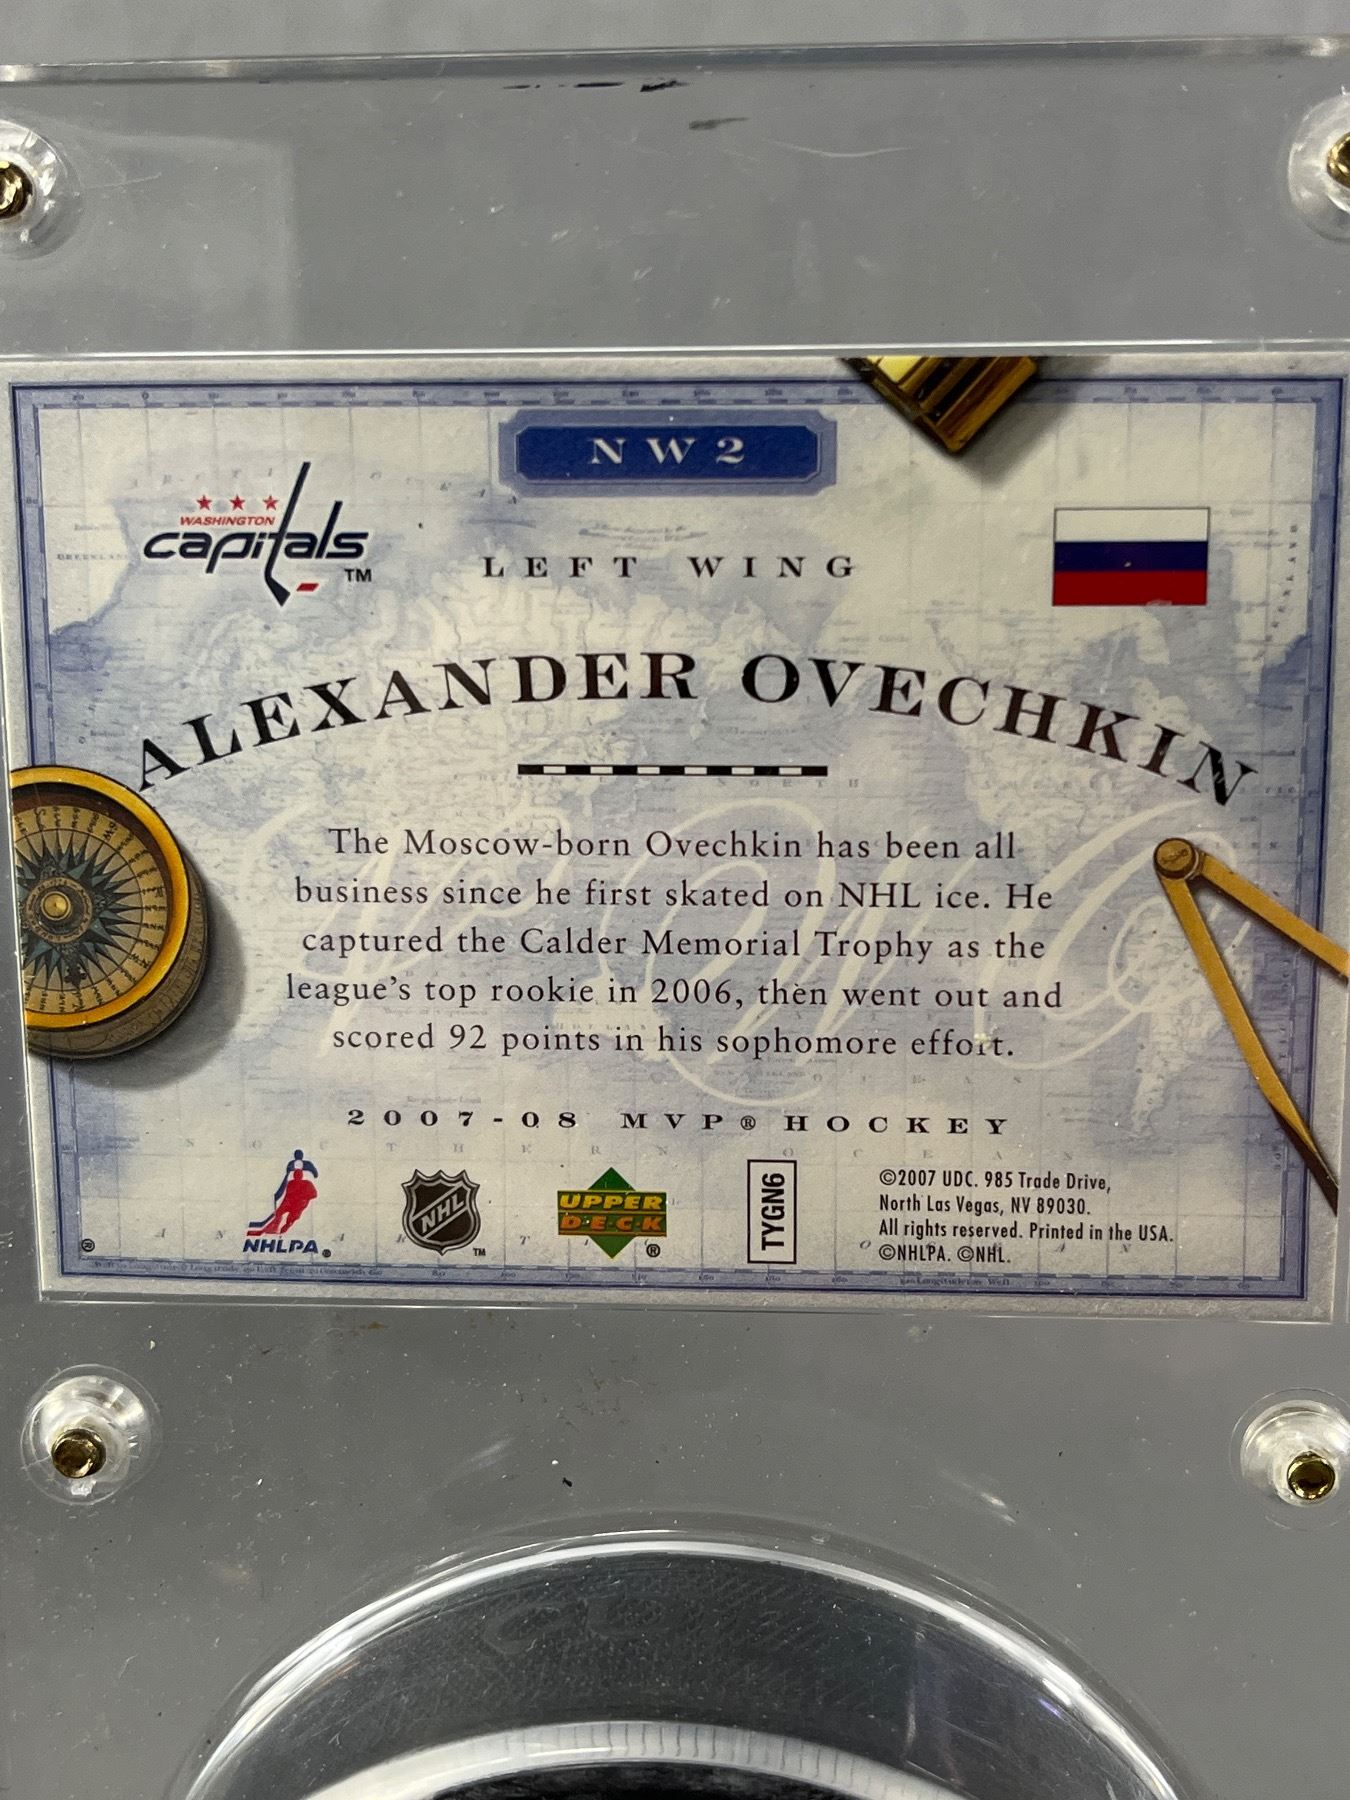 NW2
WASHINGTON
capitals
TM
LEFT WING
ALEXANDER OVECHKIN
The Moscow-born Ovechkin has been all
business since he first skated on NHL ice. He
captured the Calder Memorial Trophy as the
league's top rookie in 2006, then went out and
scored 92 points in his sophomore effort.
2007-08 MVP® HOCKEY
NHLPA®
NHL
TM
UPPER
DECK
®
TYGN6
©2007 UDC. 985 Trade Drive,
North Las Vegas, NV 89030.
All rights reserved. Printed in the USA.
©NHLPA. ©NHL.
®